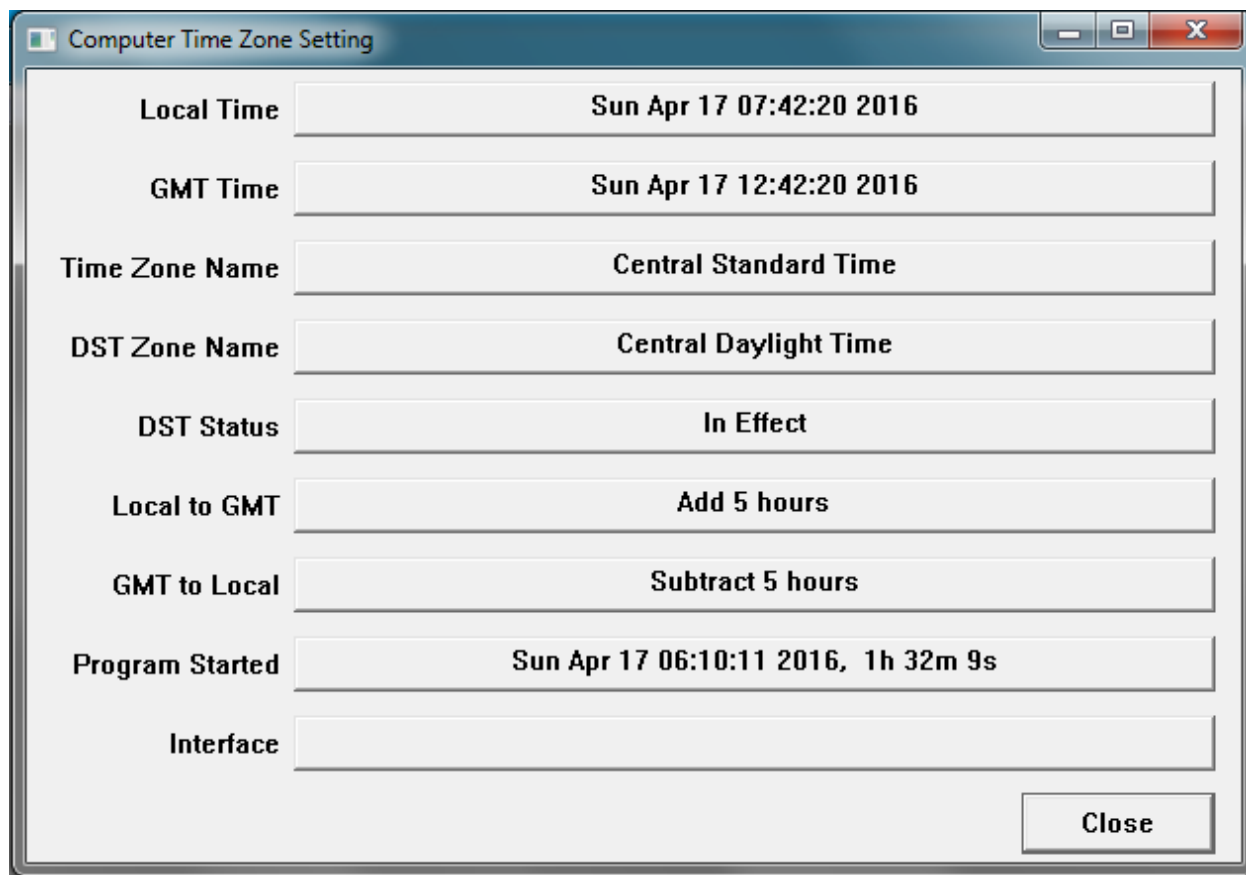 Computer Time Zone Setting
Local Time Sun Apr 17 07:42:20 2016
GMT Time Sun Apr 17 12:42:20 2016
Time Zone Name Central Standard Time
DST Zone Name Central Daylight Time
DST Status In Effect
Local to GMT Add 5 hours
GMT to Local Subtract 5 hours
Program Started Sun Apr 17 06:10:11 2016, 1h 32m 9s
Interface
Close